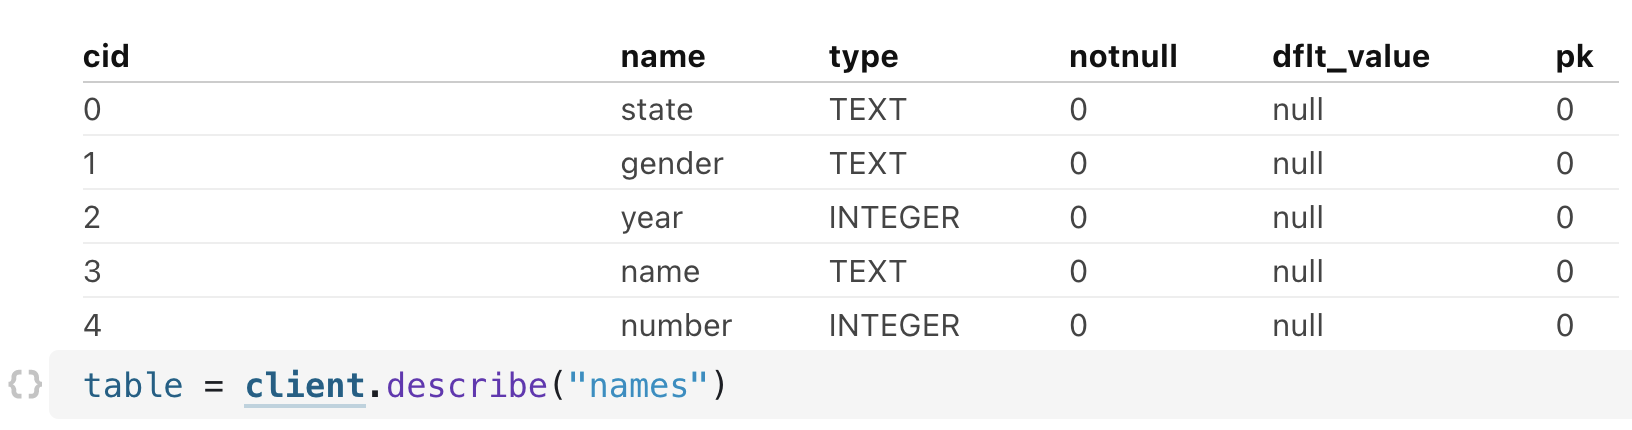 cid name type notnull dflt_value pk
0 state TEXT 0 null 0
1 gender TEXT 0 null 0
2 year INTEGER 0 null 0
3 name TEXT 0 null 0
4 number INTEGER 0 null 0
{} table = client.describe("names")